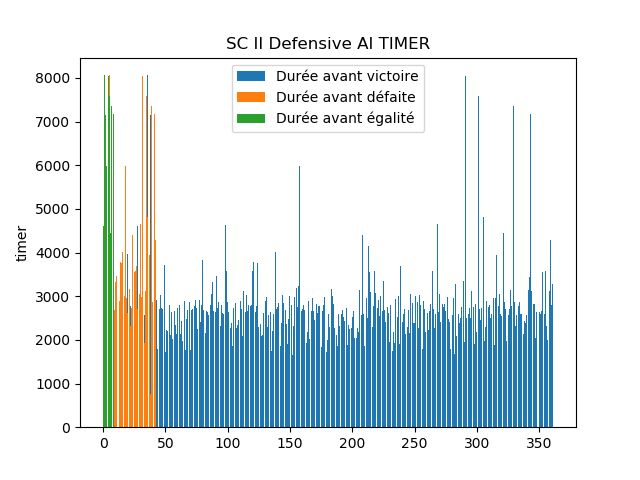 SC II Defensive AI TIMER
Durée avant victoire
Durée avant défaite
Durée avant égalité
timer
8000
7000
6000
5000
4000
3000
2000
1000
0
0 50 100 150 200 250 300 350